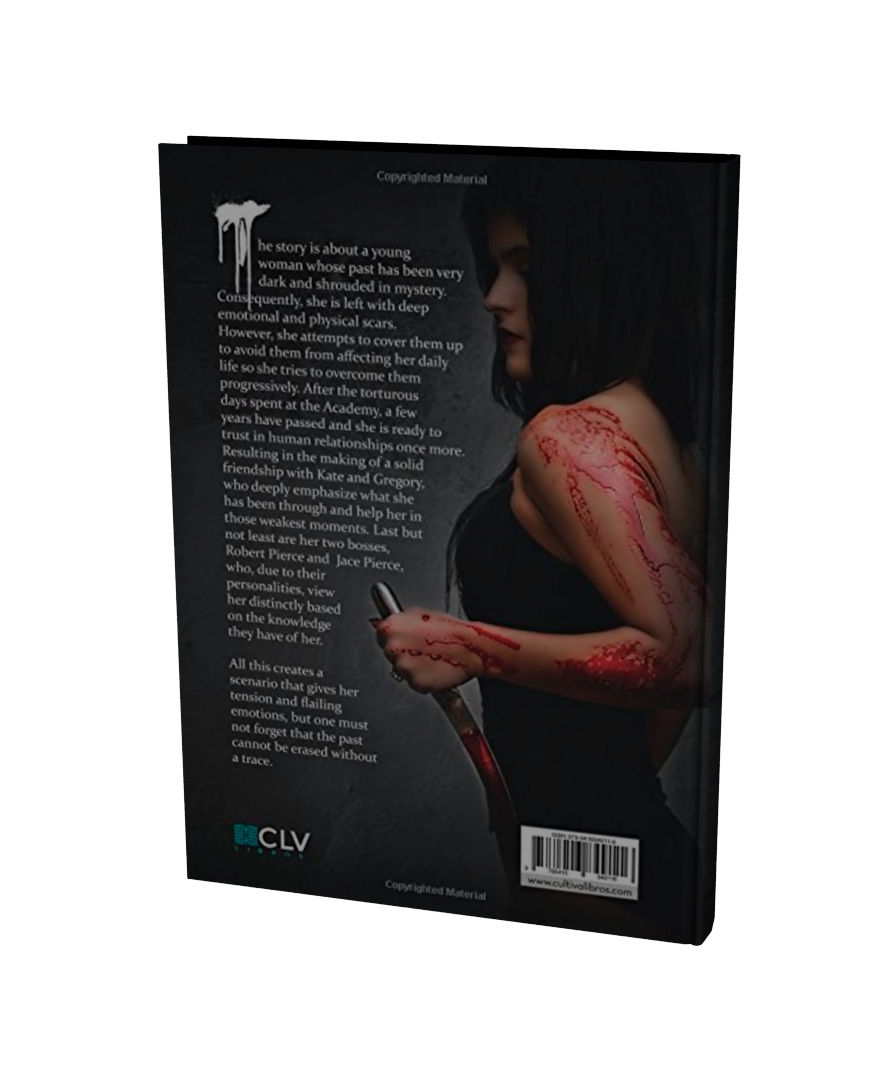 Copyrighted Material
The story is about a young
woman whose past has been very
dark and shrouded in mystery.
Consequently, she is left with deep
emotional and physical scars.
However, she attempts to cover them up
to avoid them from affecting her daily
life so she tries to overcome them
progressively. After the torturous
days spent at the Academy, a few
years have passed and she is ready to
trust in human relationships once more.
Resulting in the making of a solid
friendship with Kate and Gregory,
who deeply emphasize what she
has been through and help her in
those weakest moments. Last but
not least are her two bosses,
Robert Pierce and Jace Pierce,
who, due to their
personalities, view
her distinctly based
on the knowledge
they have of her.
All this creates a
scenario that gives her
tension and flailing
emotions, but one must
not forget that the past
cannot be erased without
a trace.
CLV
LIBROS
ISBN
www.cultivalibros.com
Copyrighted Material